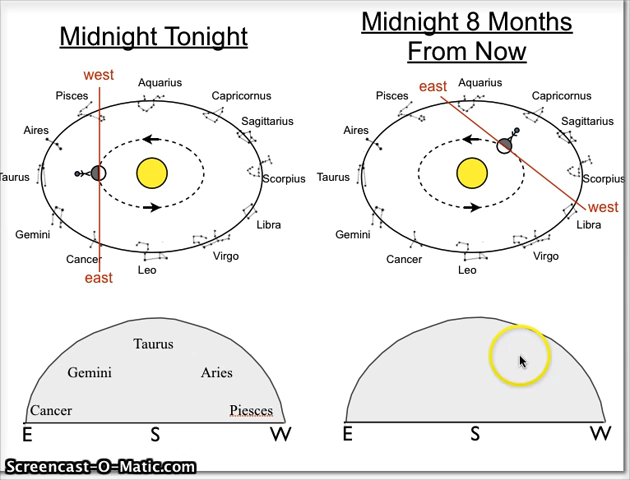 Midnight Tonight
Midnight 8 Months
From Now
west
Pisces
Aquarius
Capricornus
Sagittarius
Aires
Taurus
Scorpius
Gemini
Libra
Cancer
Leo
Virgo
east
east
Pisces
Aquarius
Capricornus
Sagittarius
Aires
Taurus
Scorpius
west
Gemini
Libra
Cancer
Leo
Virgo
Taurus
Gemini
Aries
Cancer
Piesces
E S W
E S W
Screencast-O-Matic.com